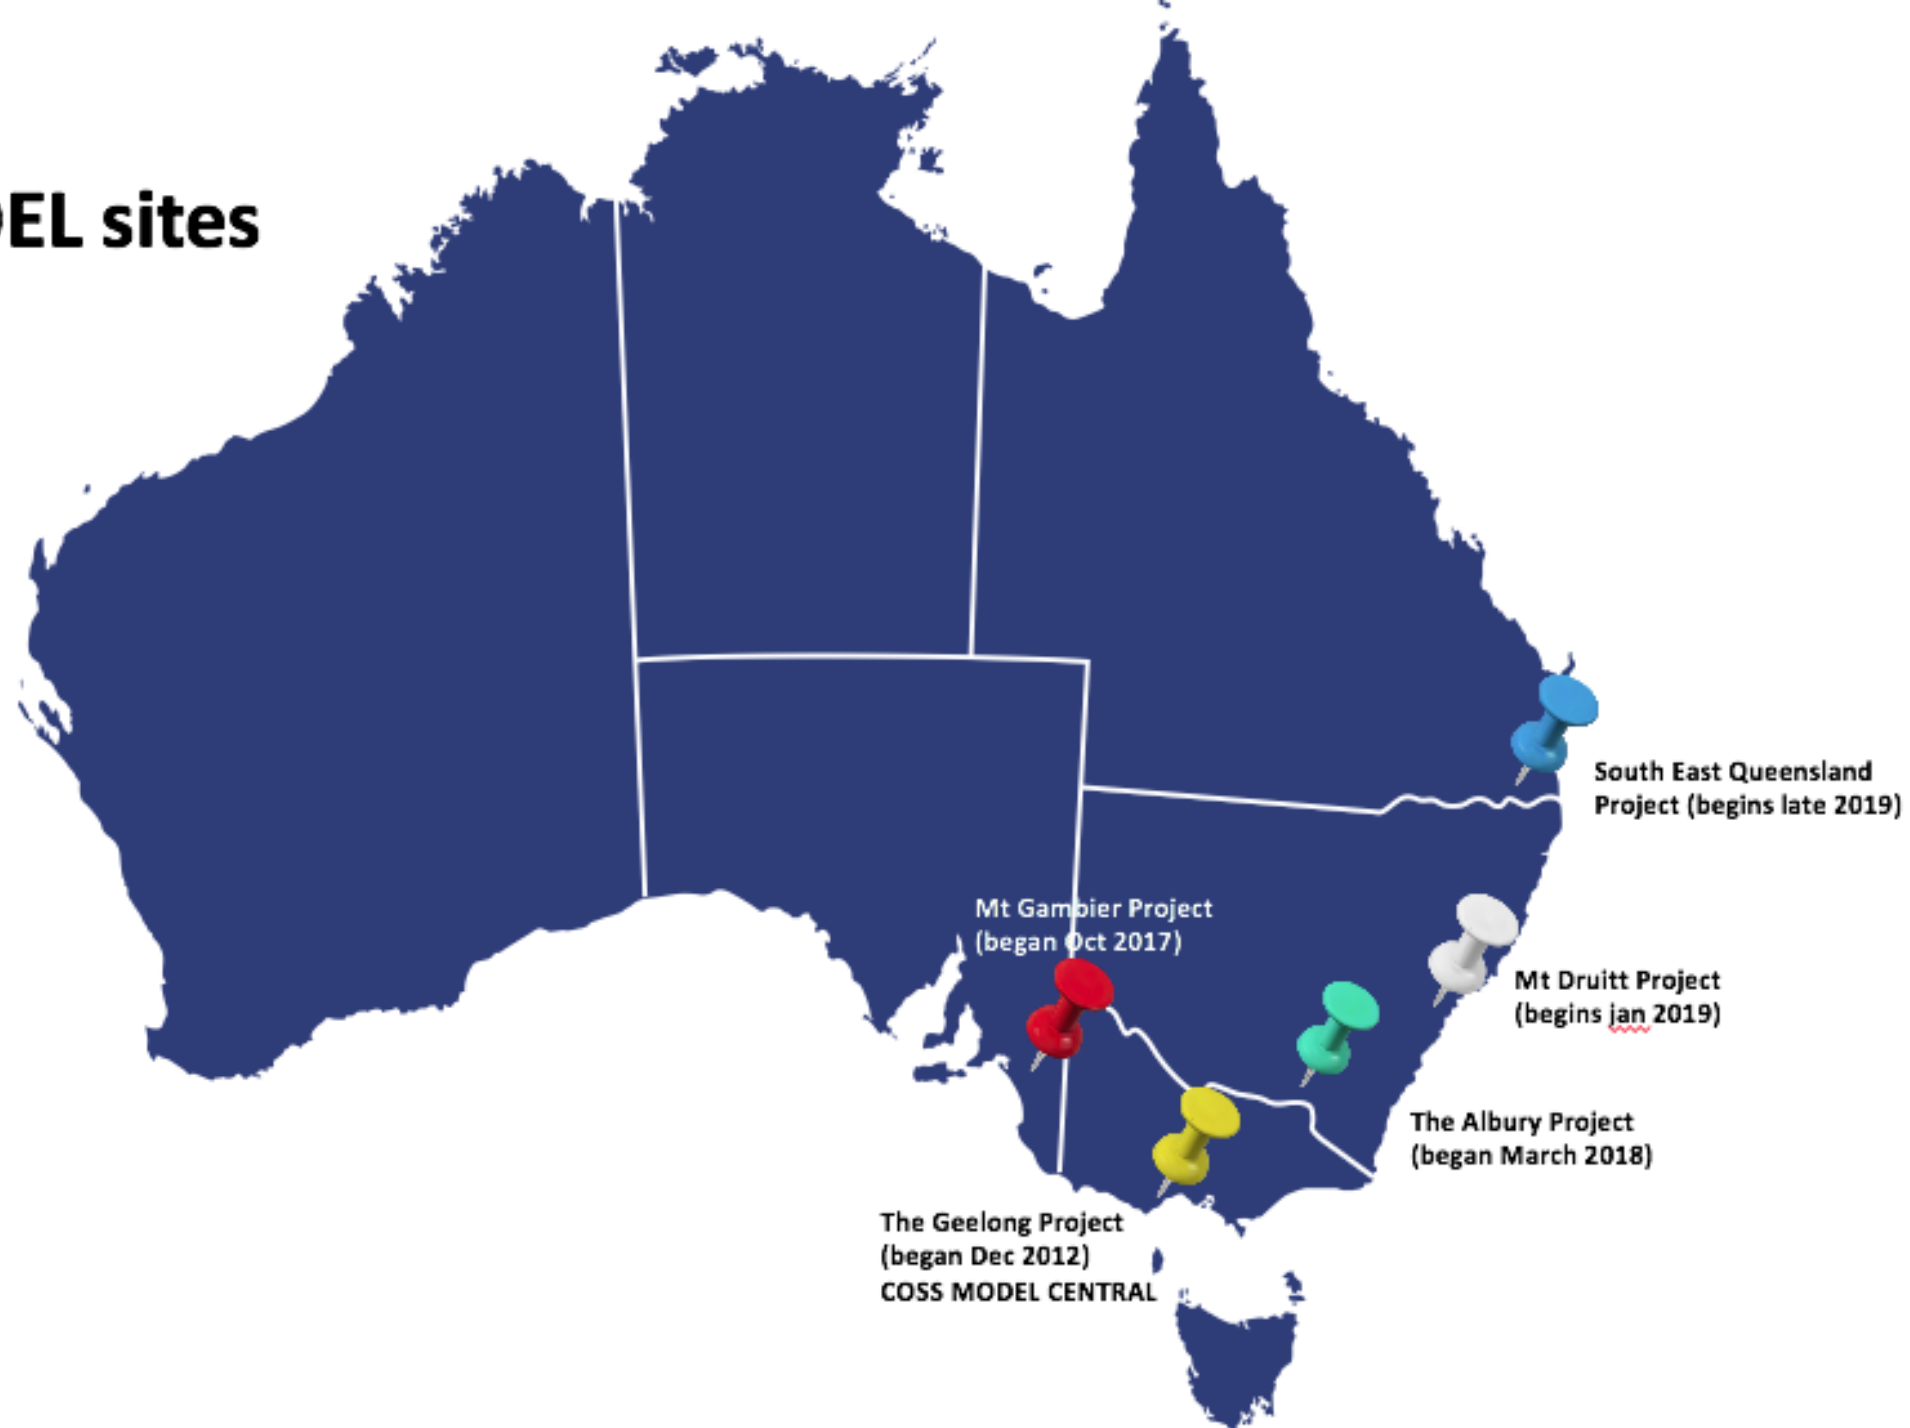 EL sites
South East Queensland
Project (begins late 2019)
Mt Gambier Project
(began Oct 2017)
Mt Druitt Project
(begins jan 2019)
The Albury Project
(began March 2018)
The Geelong Project
(began Dec 2012)
COSS MODEL CENTRAL